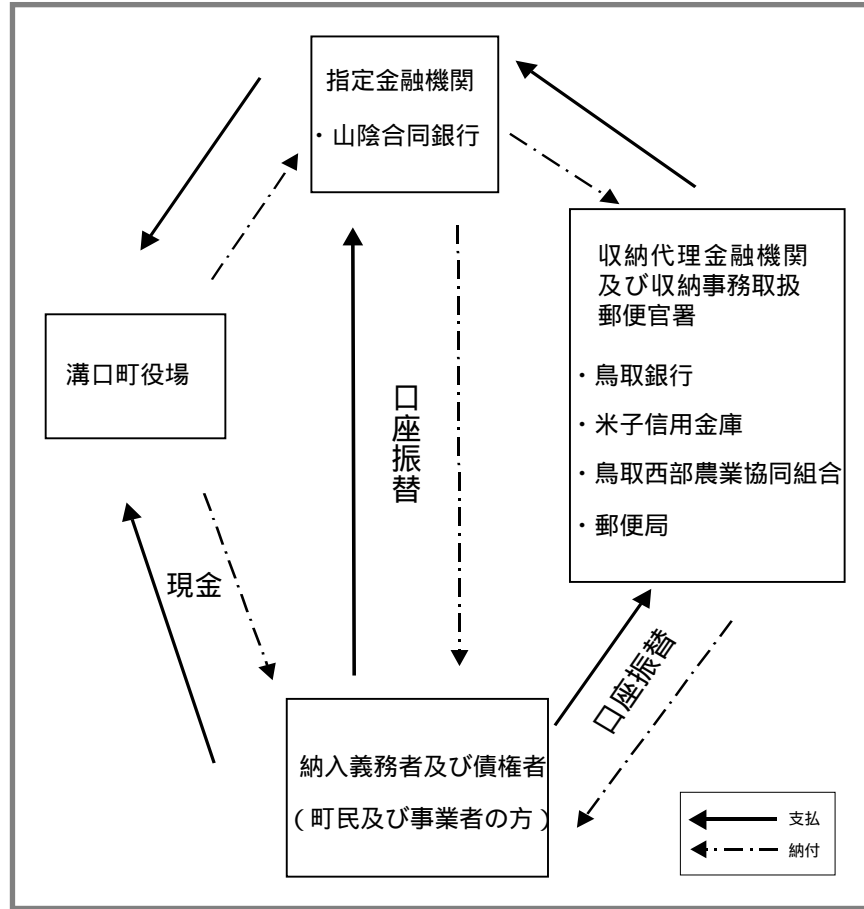 指定金融機関
・山陰合同銀行
収納代理金融機関
及び収納事務取扱
郵便官署
・鳥取銀行
・米子信用金庫
・鳥取西部農業協同組合
・郵便局
溝口町役場
口座振替
現金
口座振替
納入義務者及び債権者
(町民及び事業者の方)
支払
納付